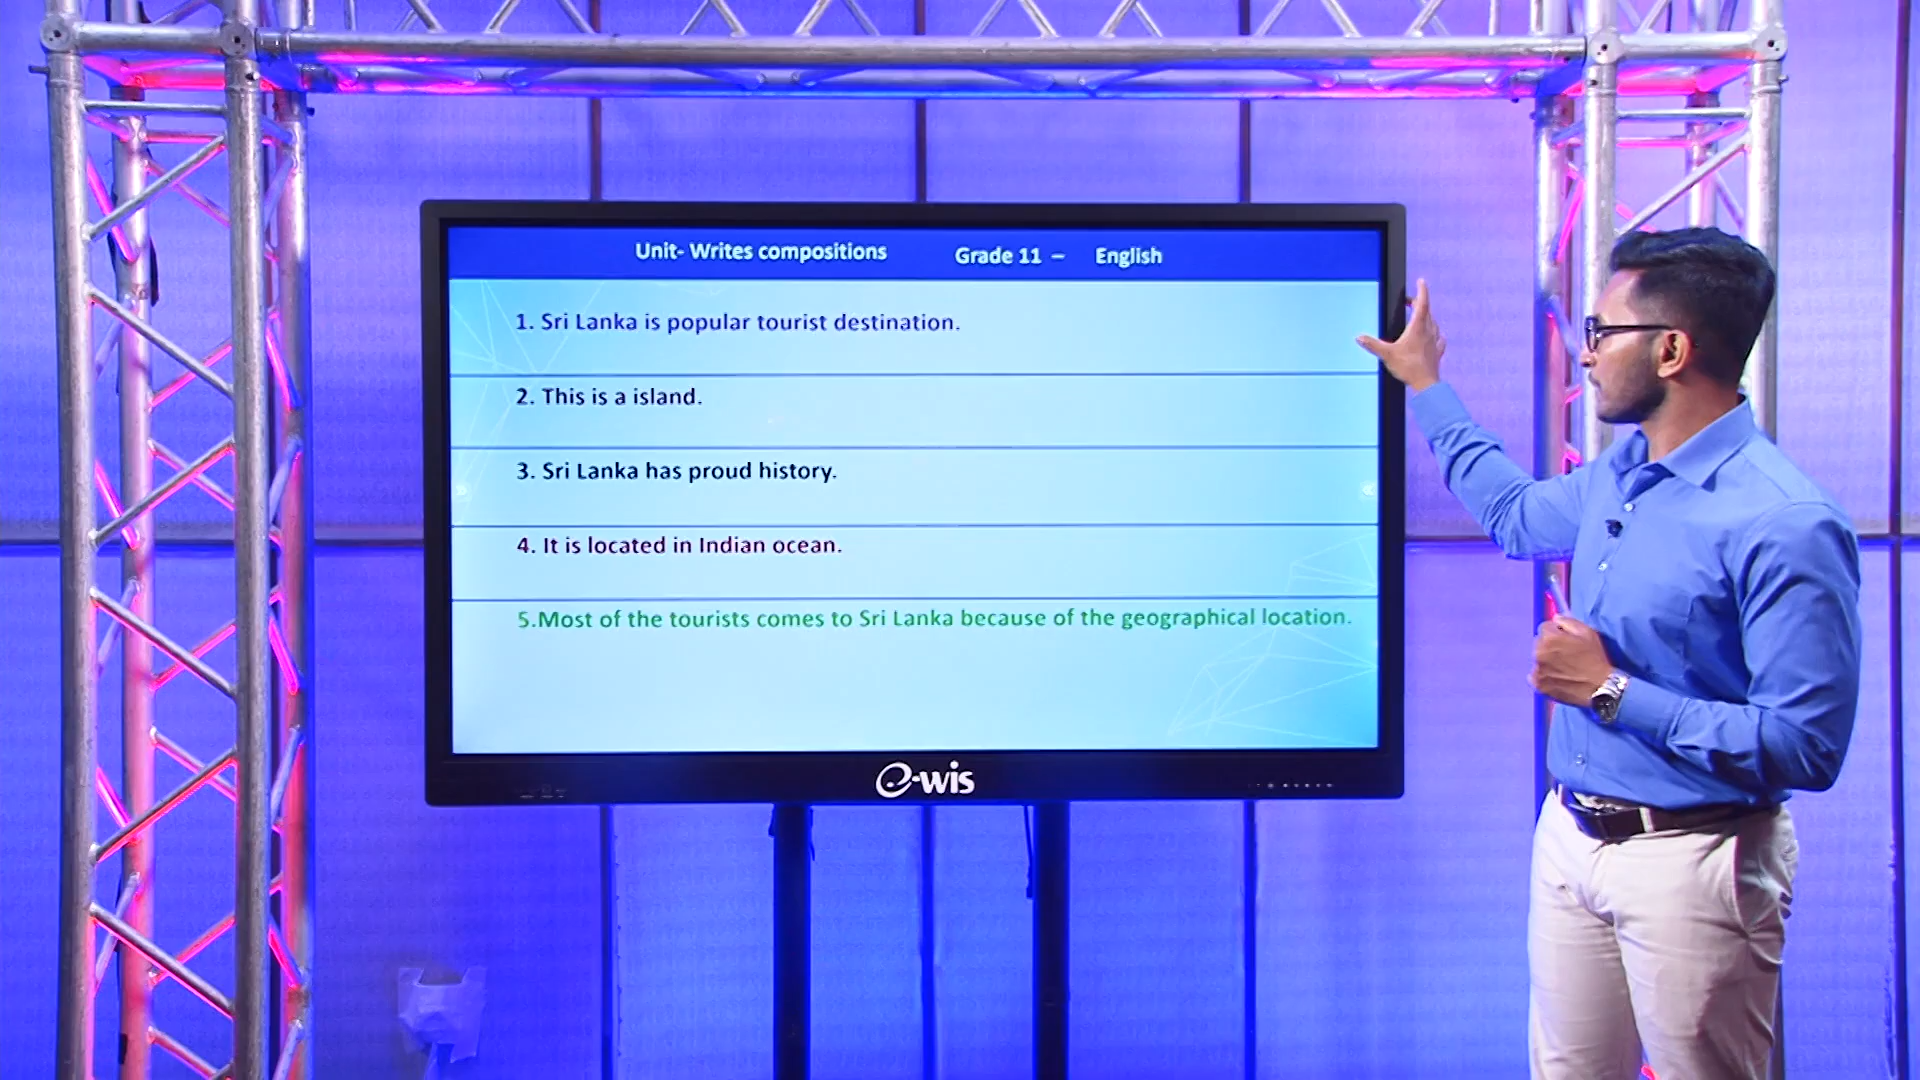 Unit- Writes compositions Grade 11 – English
1. Sri Lanka is popular tourist destination.
2. This is a island.
3. Sri Lanka has proud history.
4. It is located in Indian ocean.
5.Most of the tourists comes to Sri Lanka because of the geographical location.
e-wis